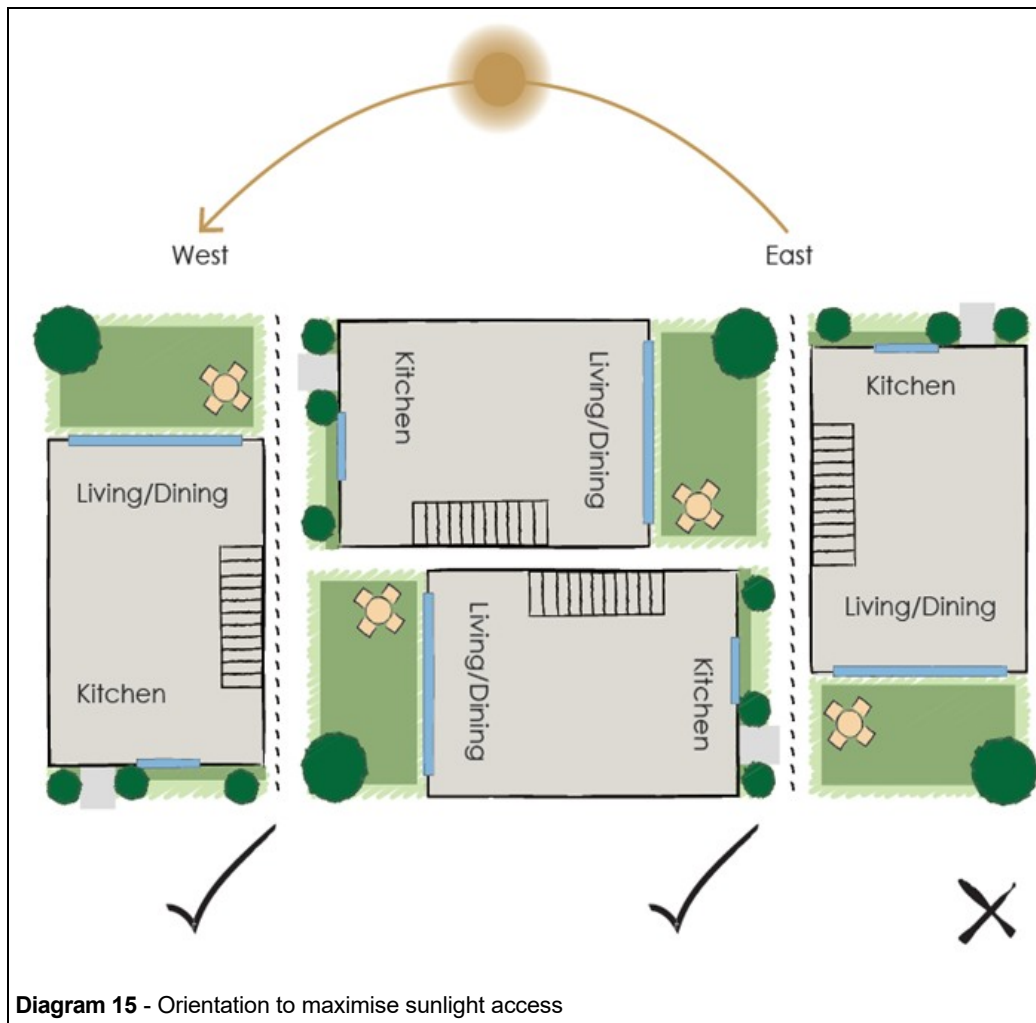 West
East
Living/Dining
Kitchen
Kitchen
Living/Dining
Living/Dining
Kitchen
Kitchen
Living/Dining
Diagram 15 - Orientation to maximise sunlight access